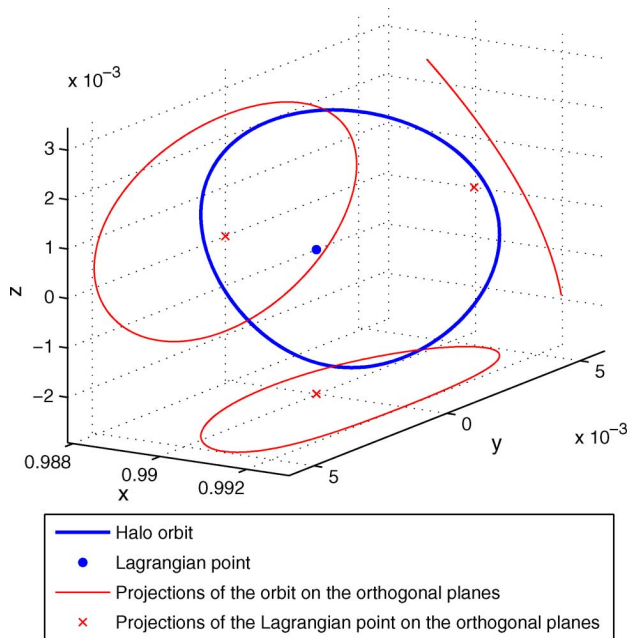 x 10⁻³
3
2
1
0
−1
−2
z
0.988
0.99
0.992
x
5
0
5
y
x 10⁻³
Halo orbit
Lagrangian point
Projections of the orbit on the orthogonal planes
Projections of the Lagrangian point on the orthogonal planes